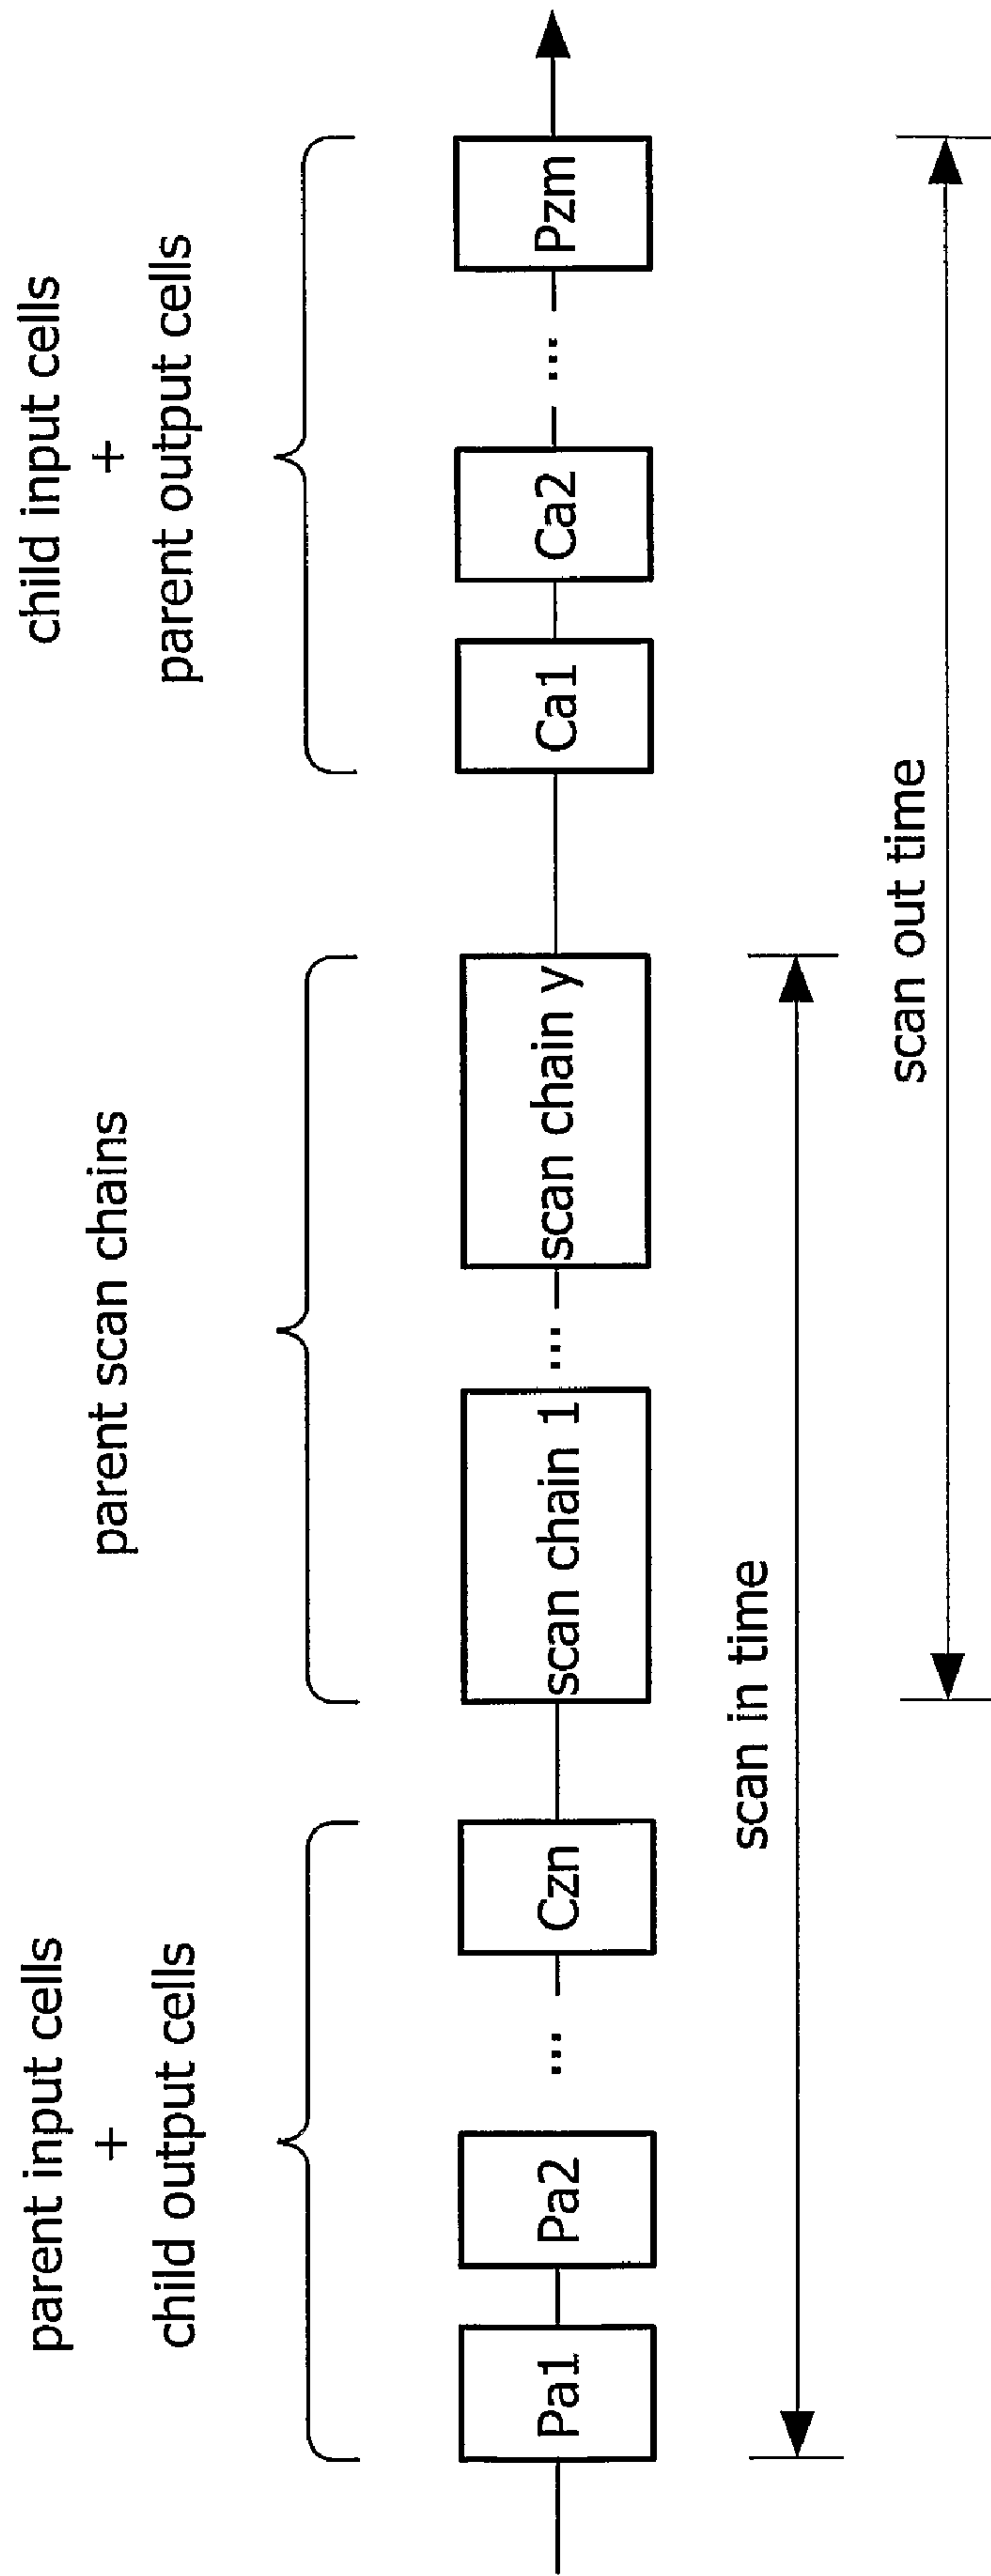 parent input cells
+
child output cells
parent scan chains
child input cells
+
parent output cells
Pa1
Pa2
...
Czn
scan chain 1
...
scan chain y
Ca1
Ca2
...
Pzm
scan in time
scan out time